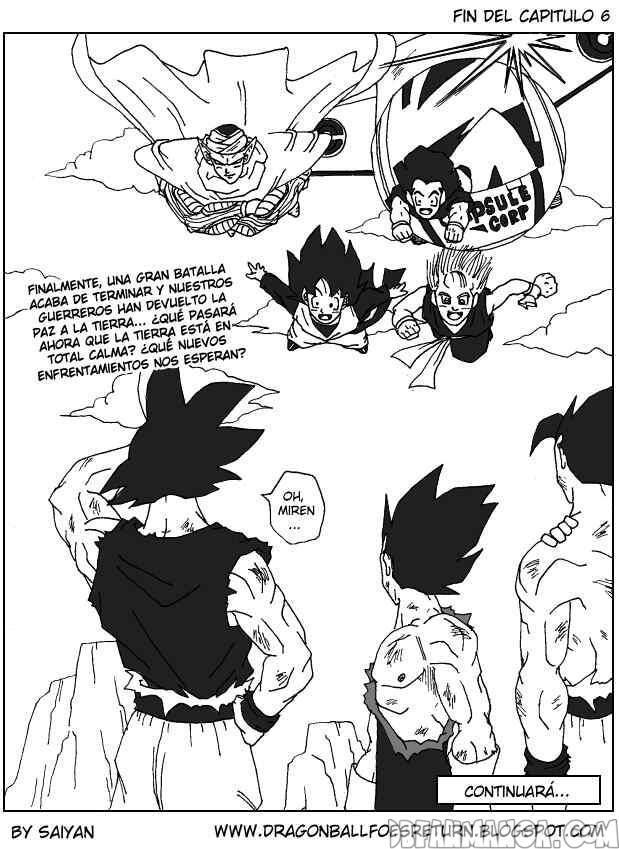 FIN DEL CAPITULO 6
PSULE
CORP
FINALMENTE, UNA GRAN BATALLA
ACABA DE TERMINAR Y NUESTROS
GUERREROS HAN DEVUELTO LA
PAZ A LA TIERRA... ¿QUÉ PASARÁ
AHORA QUE LA TIERRA ESTÁ EN
TOTAL CALMA? ¿QUÉ NUEVOS
ENFRENTAMIENTOS NOS ESPERAN?
OH,
MIREN
...
CONTINUARÁ...
BY SAIYAN
WWW.DRAGONBALLFOESRETURN.BLOGSPOT.COM
DBFANMANGA.COM